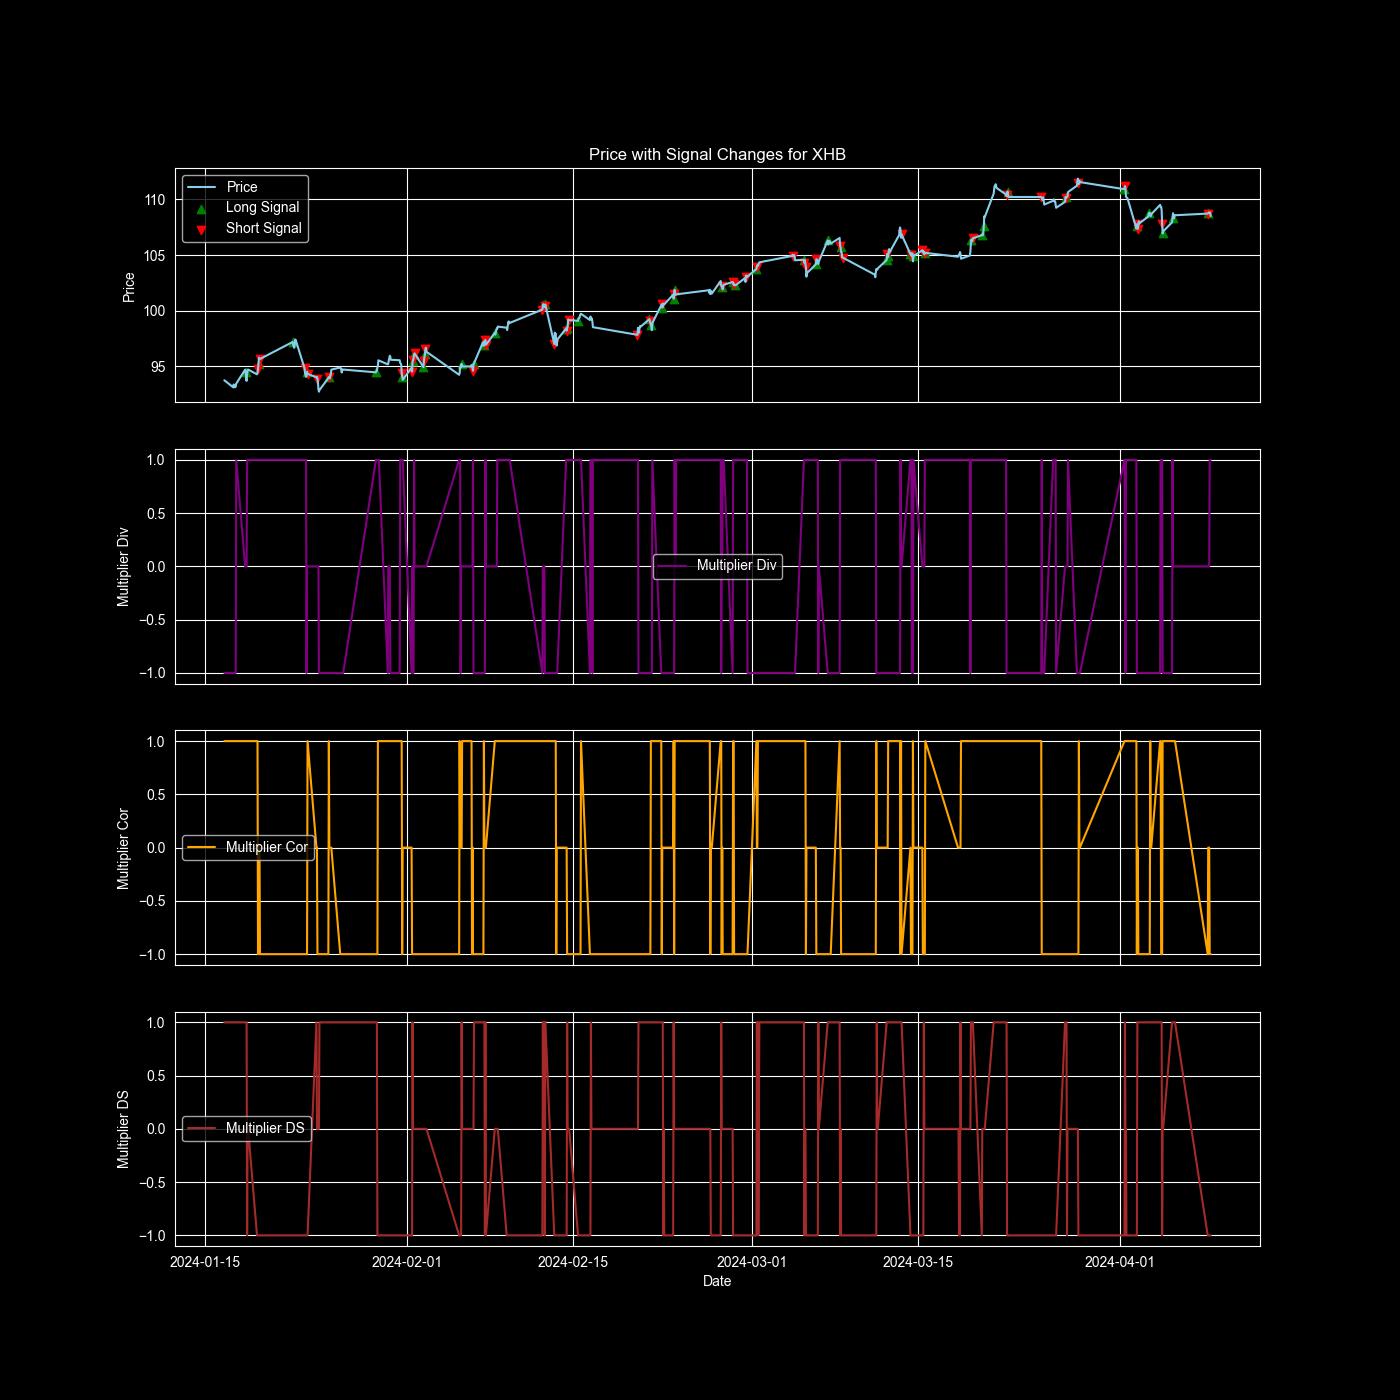 Price with Signal Changes for XHB
Price
Long Signal
Short Signal
110
105
100
95
Price
1.0
0.5
0.0
−0.5
−1.0
Multiplier Div
Multiplier Div
1.0
0.5
0.0
−0.5
−1.0
Multiplier Cor
Multiplier Cor
1.0
0.5
0.0
−0.5
−1.0
Multiplier DS
Multiplier DS
2024-01-15 2024-02-01 2024-02-15 2024-03-01 2024-03-15 2024-04-01
Date